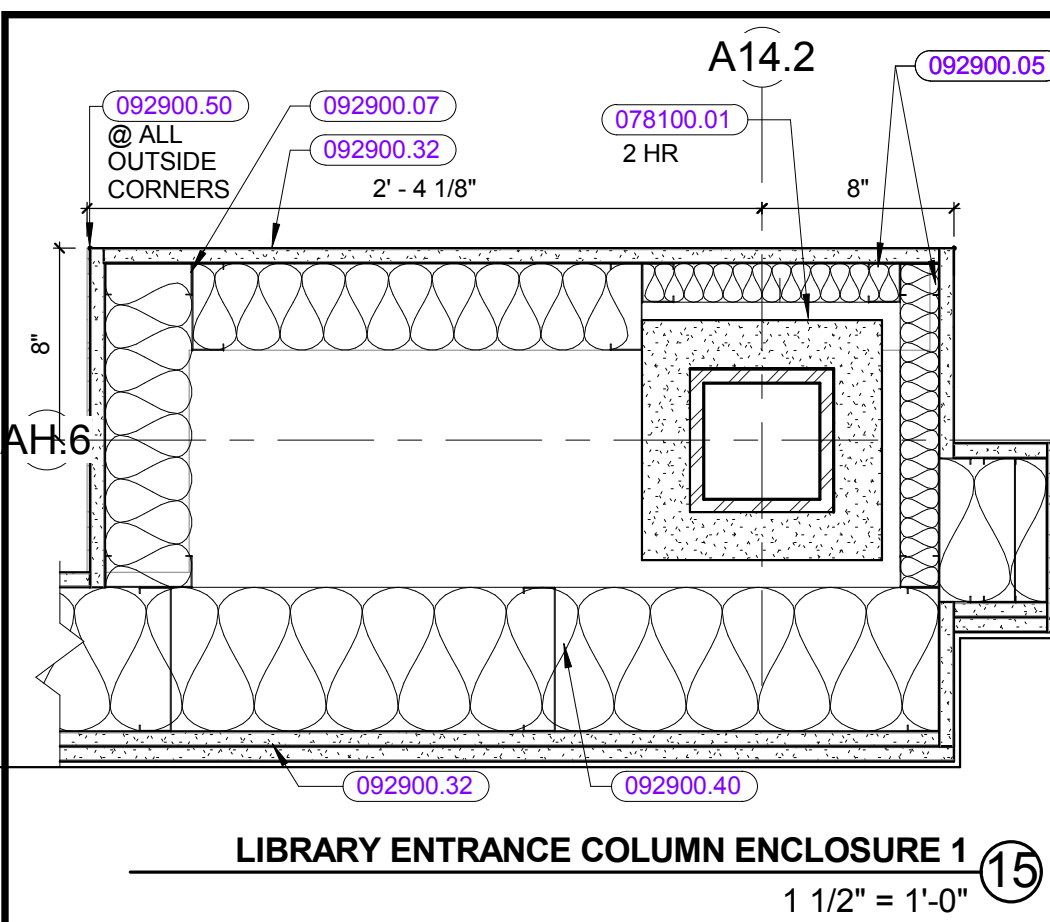 A14.2
092900.05
092900.50
@ ALL
OUTSIDE
CORNERS
092900.07
092900.32
078100.01
2 HR
2' - 4 1/8"
8"
8"
AH.6
092900.32
092900.40
LIBRARY ENTRANCE COLUMN ENCLOSURE 1
15
1 1/2" = 1'-0"